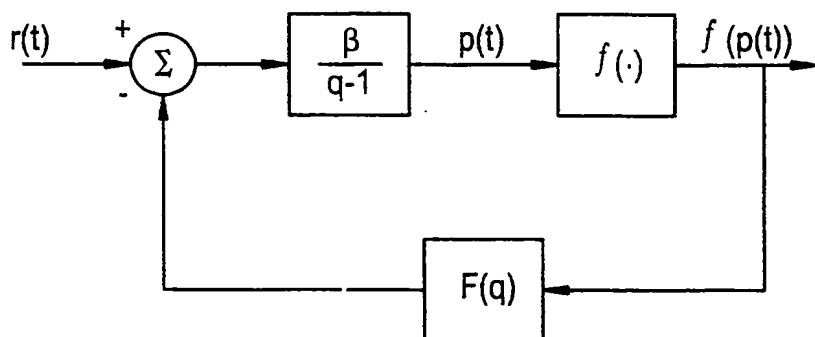 r(t)
+
Σ
-
β
q-1
p(t)
f(·)
f(p(t))
F(q)